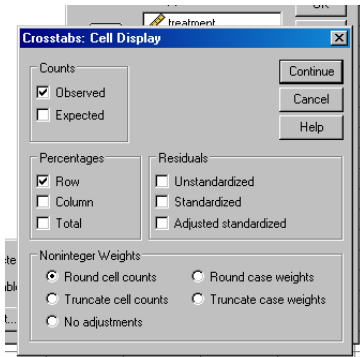 OK
treatment
Crosstabs: Cell Display
Counts
Observed
Expected
Continue
Cancel
Help
Percentages
Row
Column
Total
Residuals
Unstandardized
Standardized
Adjusted standardized
Noninteger Weights
Round cell counts
Round case weights
Truncate cell counts
Truncate case weights
No adjustments